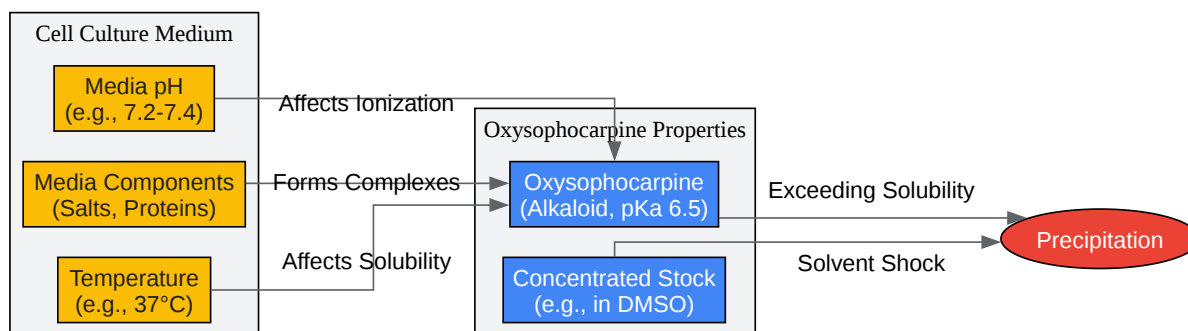 Cell Culture Medium
Media pH
(e.g., 7.2-7.4)
Affects Ionization
Oxysophocarpine Properties
Media Components
(Salts, Proteins)
Forms Complexes
Oxysophocarpine
(Alkaloid, pKa 6.5)
Exceeding Solubility
Precipitation
Temperature
(e.g., 37°C)
Affects Solubility
Concentrated Stock
(e.g., in DMSO)
Solvent Shock